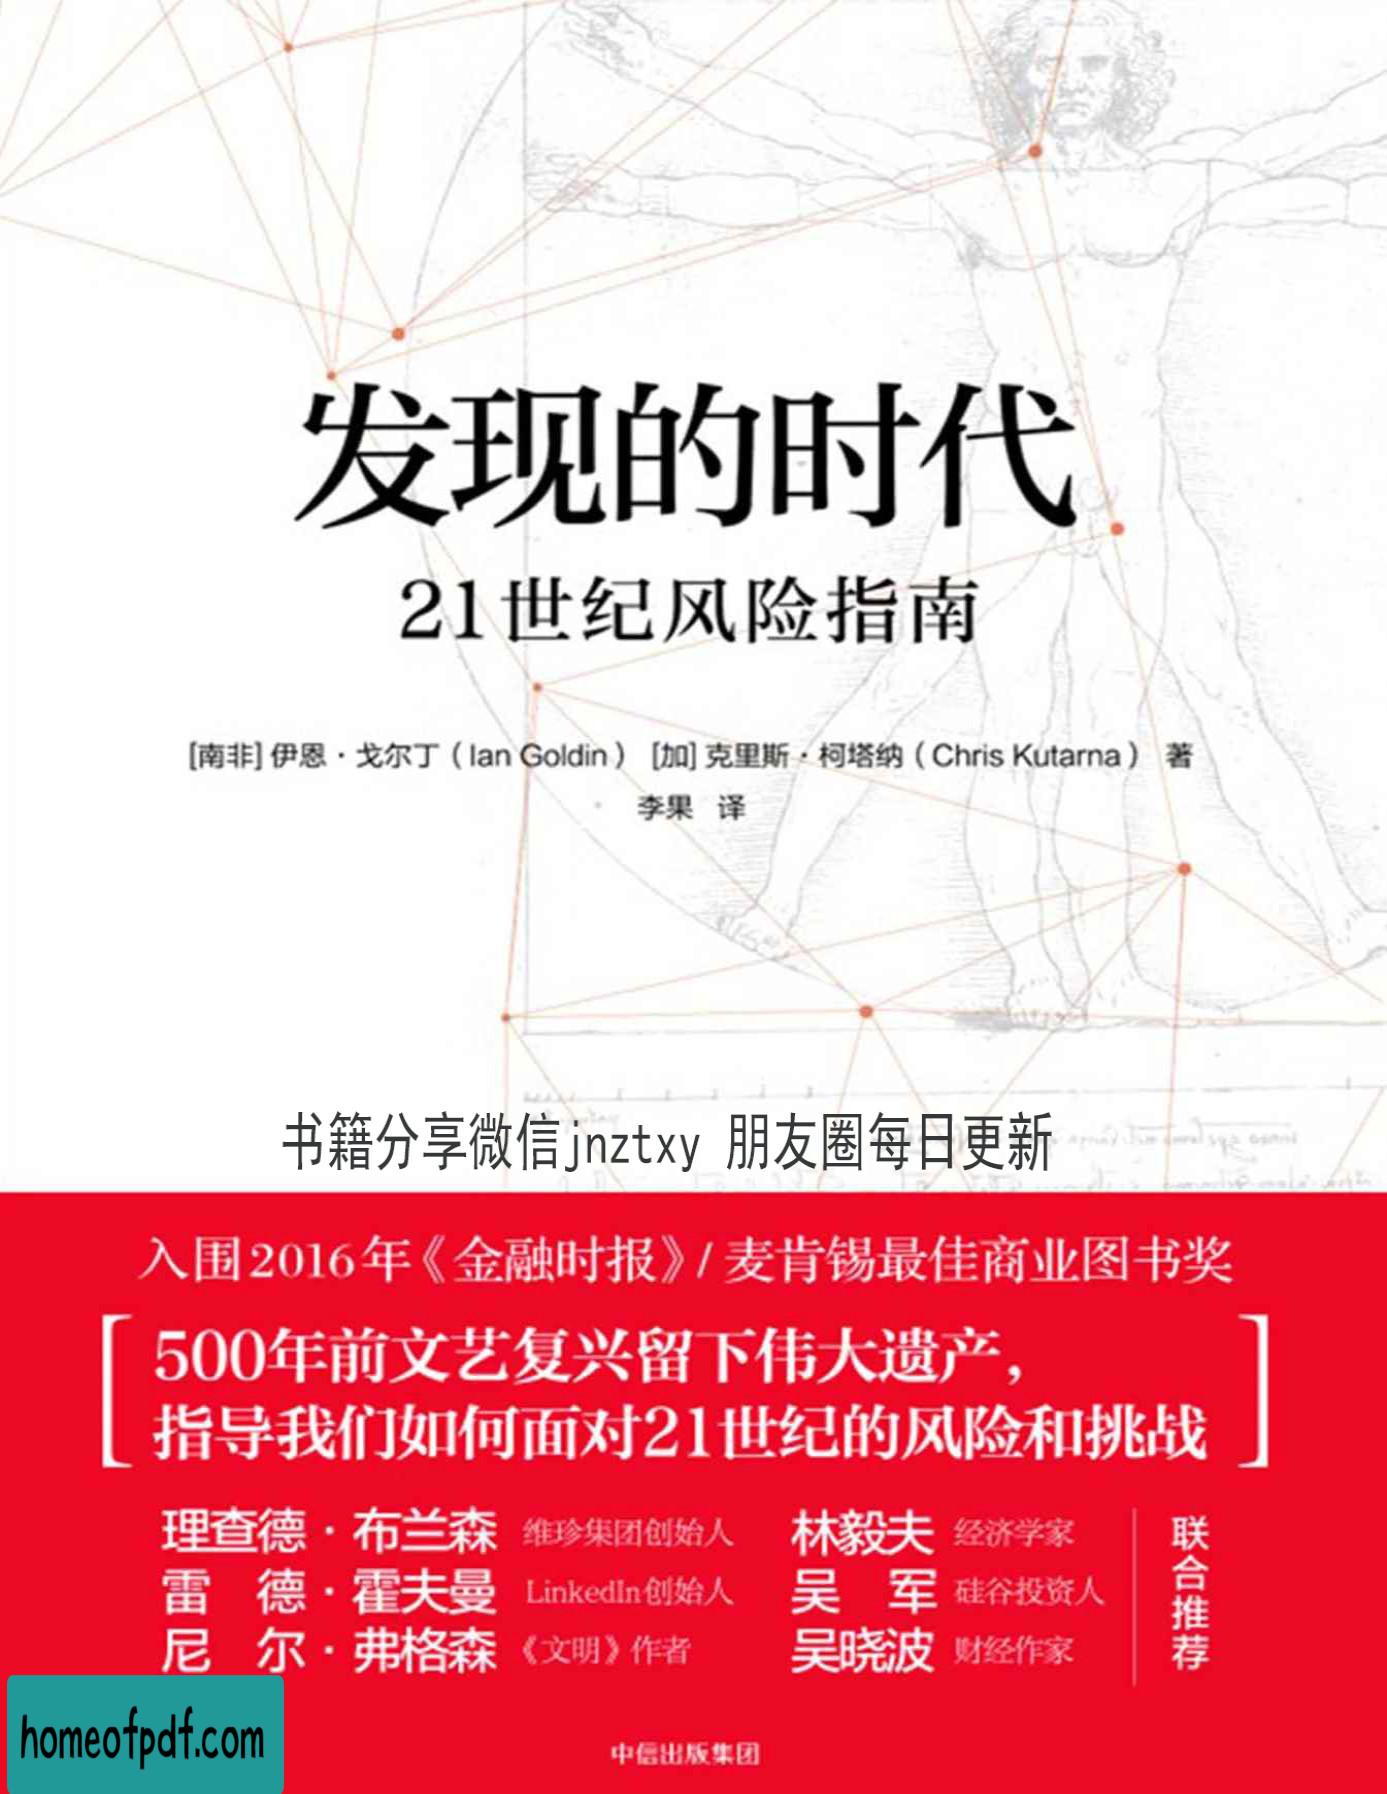 发现的时代
21世纪风险指南
[南非] 伊恩·戈尔丁（Ian Goldin） [加] 克里斯·柯塔纳（Chris Kutarna） 著
李果 译
书籍分享微信jnztxy 朋友圈每日更新
入围2016年《金融时报》/ 麦肯锡最佳商业图书奖
500年前文艺复兴留下伟大遗产，
指导我们如何面对21世纪的风险和挑战
理查德·布兰森 维珍集团创始人 林毅夫 经济学家
雷德·霍夫曼 LinkedIn创始人 吴军 硅谷投资人
尼尔·弗格森 《文明》作者 吴晓波 财经作家
联合推荐
homeofpdf.com
中信出版集团